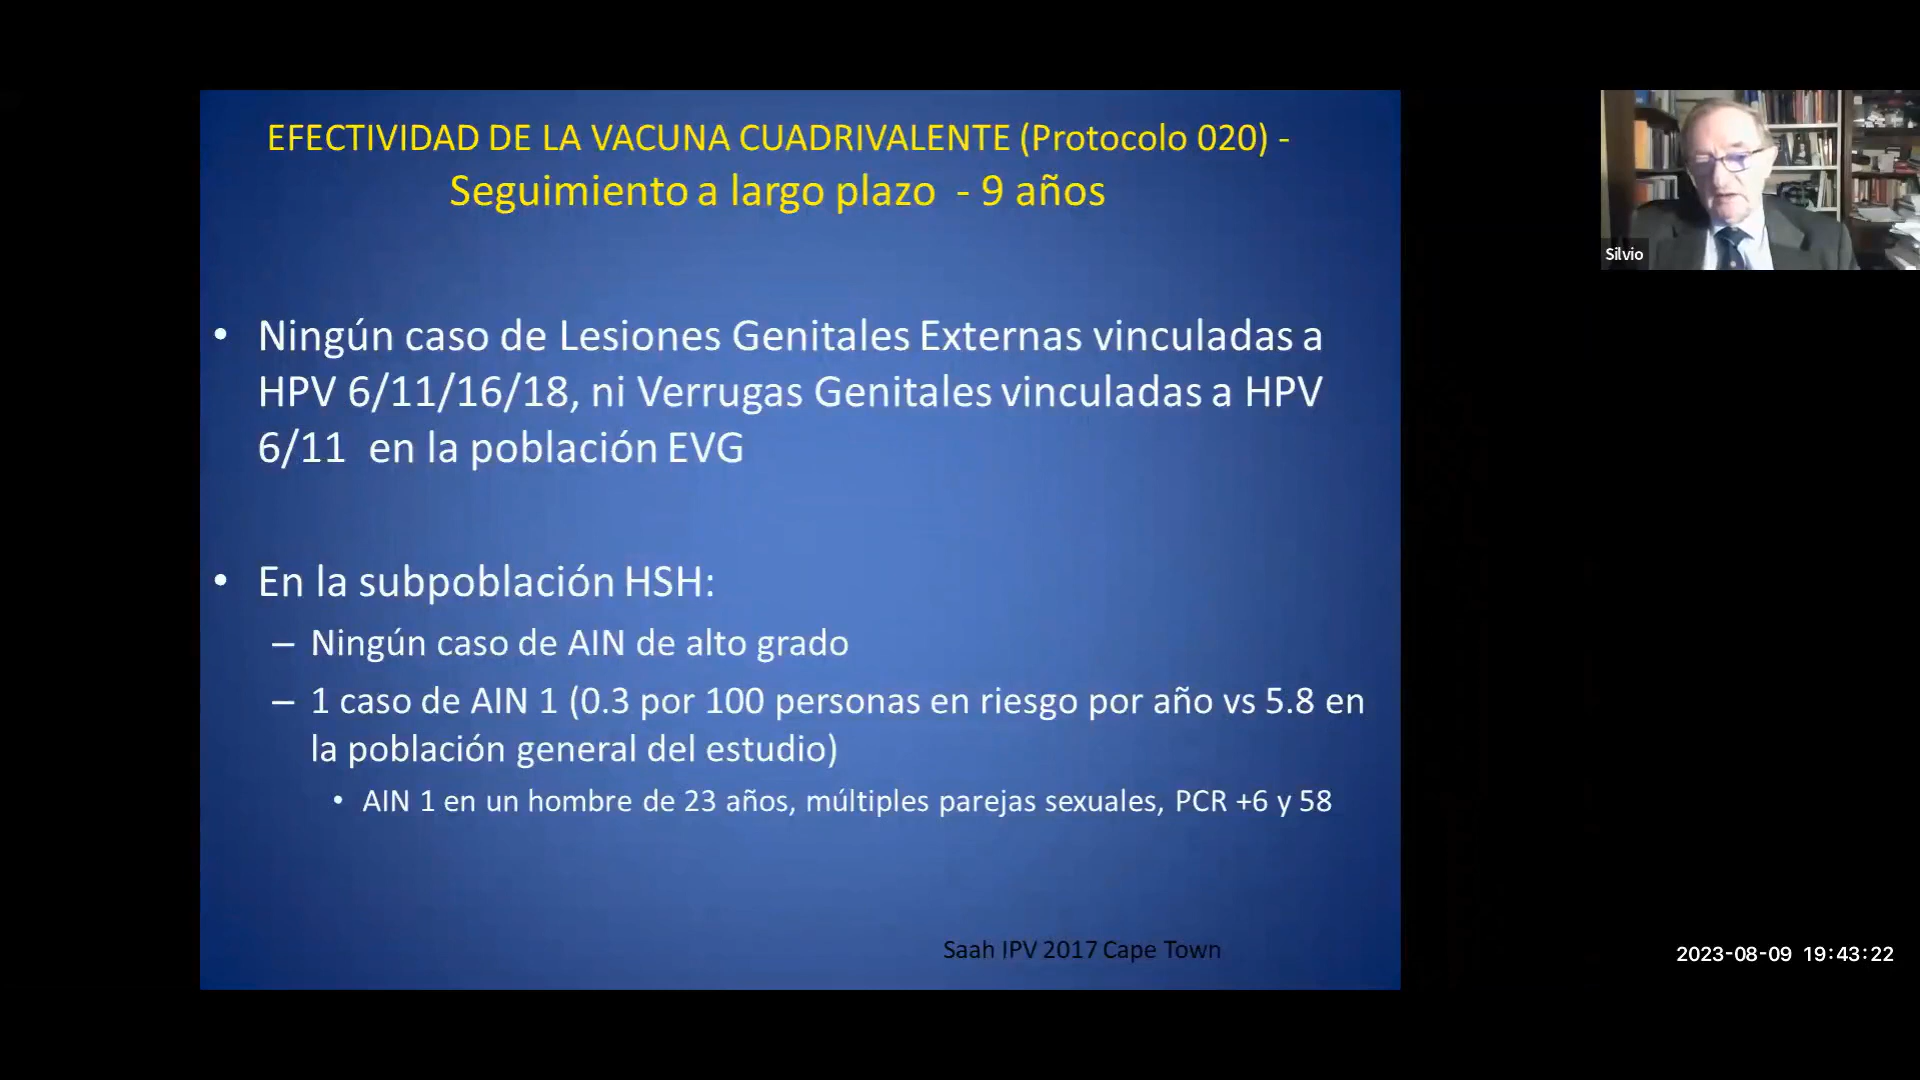 EFECTIVIDAD DE LA VACUNA CUADRIVALENTE (Protocolo 020) -
Seguimiento a largo plazo - 9 años
• Ningún caso de Lesiones Genitales Externas vinculadas a
HPV 6/11/16/18, ni Verrugas Genitales vinculadas a HPV
6/11 en la población EVG
• En la subpoblación HSH:
– Ningún caso de AIN de alto grado
– 1 caso de AIN 1 (0.3 por 100 personas en riesgo por año vs 5.8 en
la población general del estudio)
• AIN 1 en un hombre de 23 años, múltiples parejas sexuales, PCR +6 y 58
Saah IPV 2017 Cape Town
Silvio
2023-08-09 19:43:22